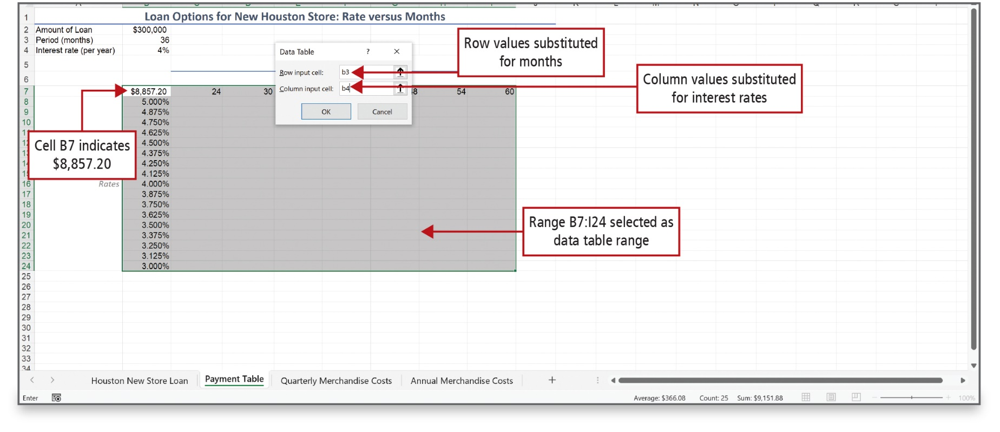 1 Loan Options for New Houston Store: Rate versus Months
2 Amount of Loan $300,000
3 Period (months) 36
4 Interest rate (per year) 4%
5
6
7 $8,857.20 24 30 54 60
8 5.000%
9 4.875%
10 4.750%
4.625%
4.500%
4.375%
4.250%
4.125%
16 Rates 4.000%
17 3.875%
18 3.750%
19 3.625%
20 3.500%
21 3.375%
22 3.250%
23 3.125%
24 3.000%
25
26
27
28
29
30
31
32
33
34
Data Table ? ×
Row input cell: b3
Column input cell: b4
OK Cancel
Row values substituted
for months
Column values substituted
for interest rates
Cell B7 indicates
$8,857.20
Range B7:I24 selected as
data table range
Houston New Store Loan Payment Table Quarterly Merchandise Costs Annual Merchandise Costs +
Enter Average: $366.08 Count: 25 Sum: $9,151.88 100%